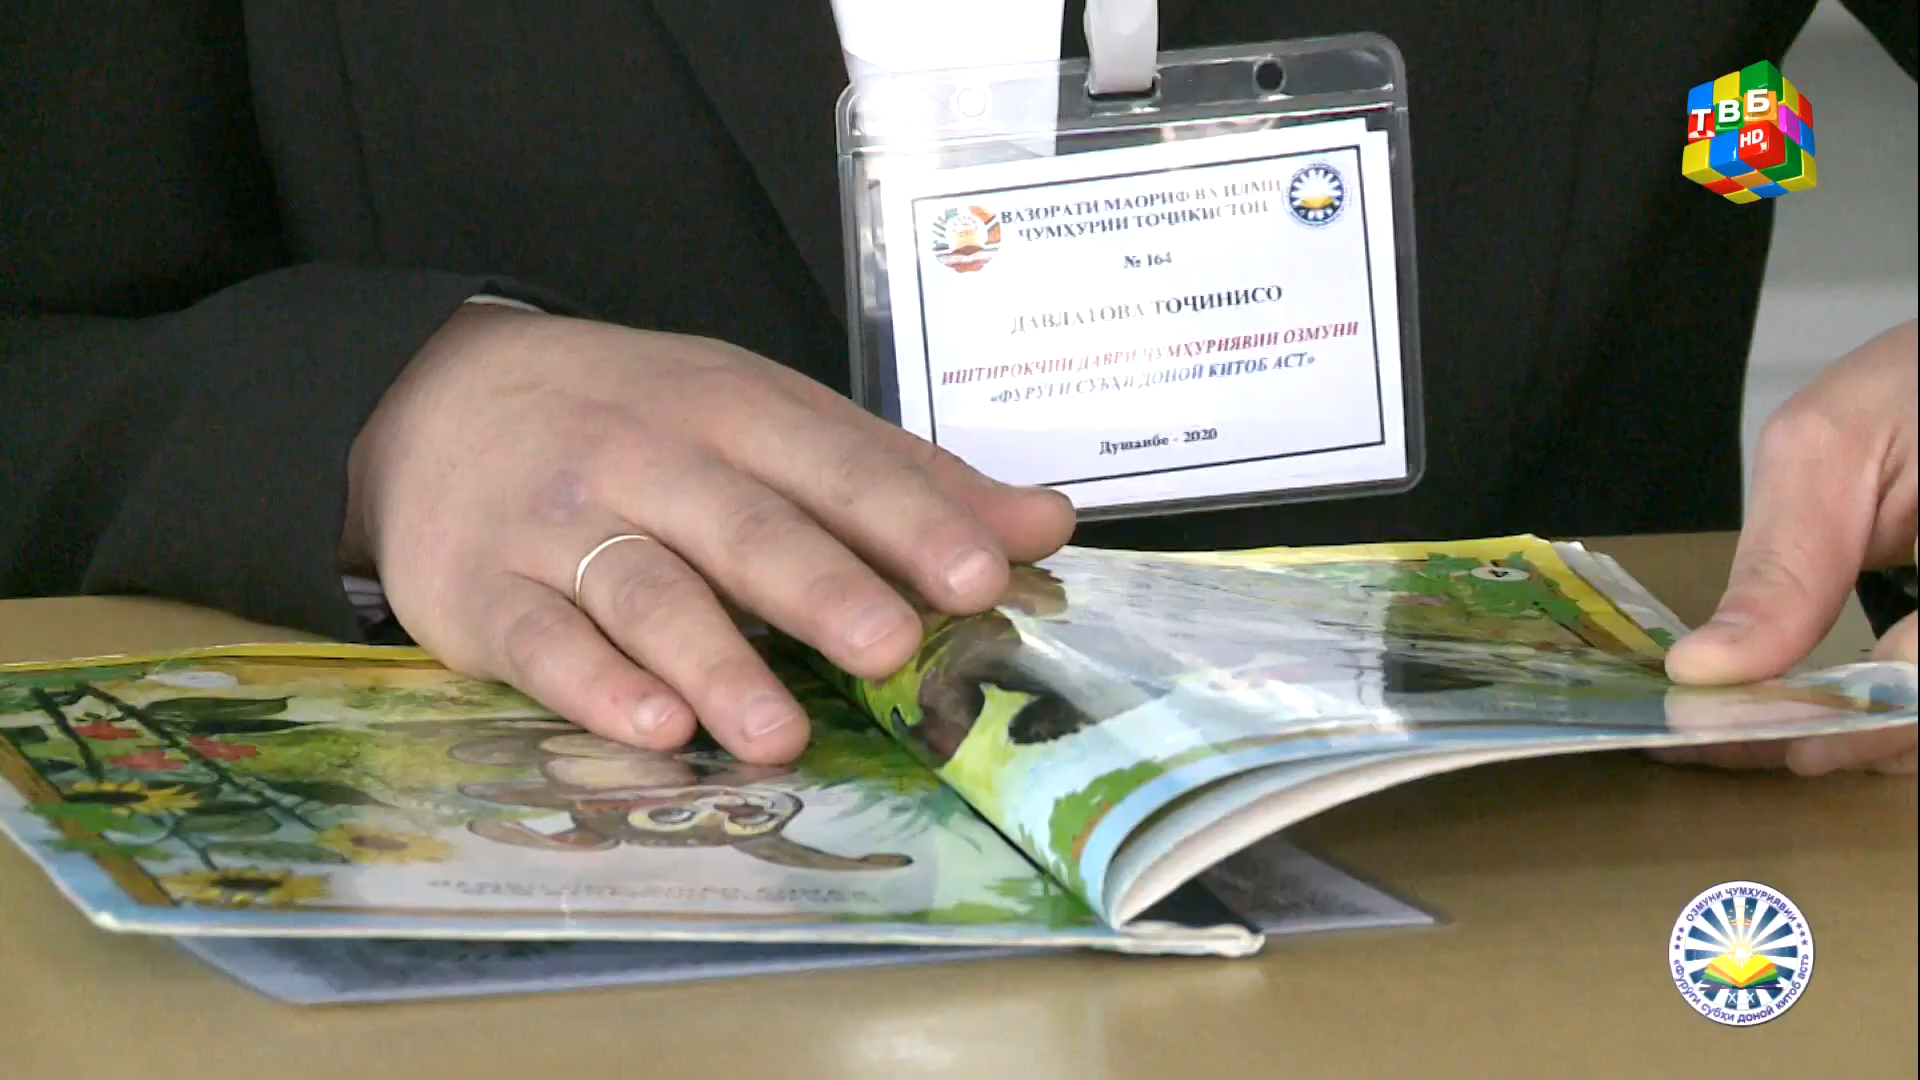 ТВБ
HD
ВАЗОРАТИ МАОРИФ ВА ИЛМИ
ҶУМҲУРИИ ТОҶИКИСТОН
№ 164
ДАВЛАТОВА ТОҶИНИСО
ИШТИРОКЧИИ ДАВРИ ҶУМҲУРИЯВИИ ОЗМУНИ
«ФУРӮҒИ СУБҲИ ДОНОӢ КИТОБ АСТ»
Душанбе - 2020
4
ОЗМУНИ ҶУМҲУРИЯВИИ
«Фурӯғи субҳи доноӣ китоб аст»